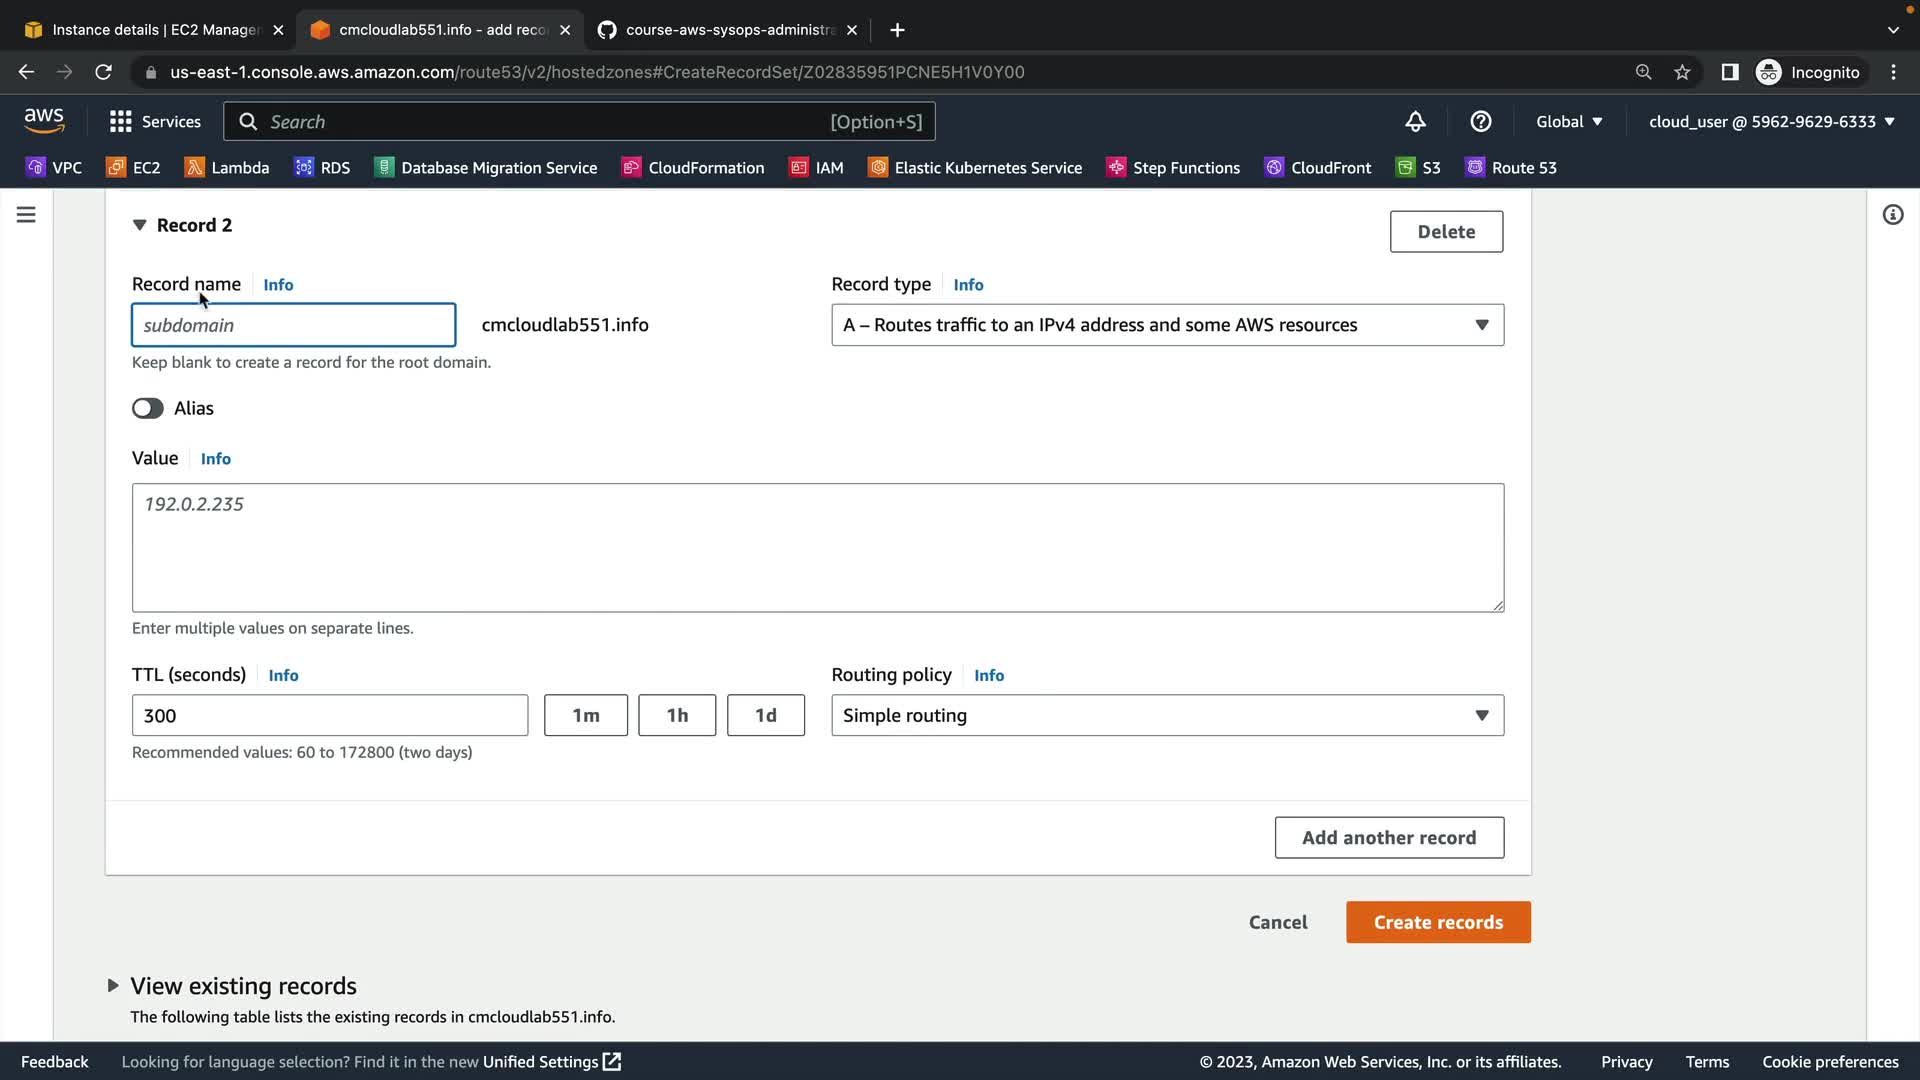 Instance details | EC2 Manager
cmcloudlab551.info - add reco
course-aws-sysops-administra
us-east-1.console.aws.amazon.com/route53/v2/hostedzones#CreateRecordSet/Z02835951PCNE5H1V0Y00
Incognito
aws
Services
Search
[Option+S]
Global
cloud_user @ 5962-9629-6333
VPC
EC2
Lambda
RDS
Database Migration Service
CloudFormation
IAM
Elastic Kubernetes Service
Step Functions
CloudFront
S3
Route 53
Record 2
Delete
Record name Info
Record type Info
subdomain
cmcloudlab551.info
A – Routes traffic to an IPv4 address and some AWS resources
Keep blank to create a record for the root domain.
Alias
Value Info
192.0.2.235
Enter multiple values on separate lines.
TTL (seconds) Info
Routing policy Info
300
1m
1h
1d
Simple routing
Recommended values: 60 to 172800 (two days)
Add another record
Cancel
Create records
View existing records
The following table lists the existing records in cmcloudlab551.info.
Feedback
Looking for language selection? Find it in the new Unified Settings
© 2023, Amazon Web Services, Inc. or its affiliates.
Privacy
Terms
Cookie preferences